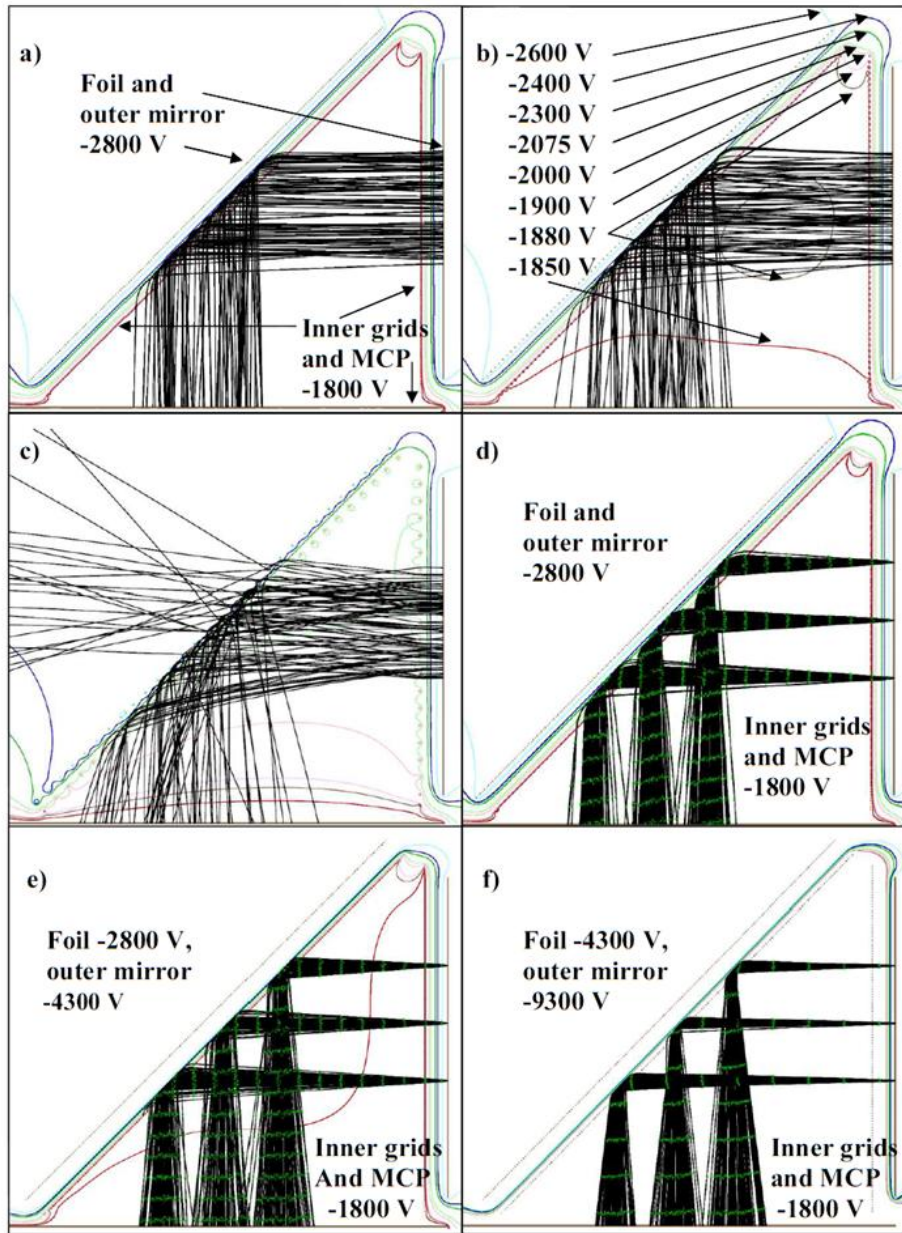 a)
Foil and
outer mirror
-2800 V
Inner grids
and MCP
-1800 V
b)
-2600 V
-2400 V
-2300 V
-2075 V
-2000 V
-1900 V
-1880 V
-1850 V
c)
d)
Foil and
outer mirror
-2800 V
Inner grids
and MCP
-1800 V
e)
Foil -2800 V,
outer mirror
-4300 V
Inner grids
And MCP
-1800 V
f)
Foil -4300 V,
outer mirror
-9300 V
Inner grids
and MCP
-1800 V